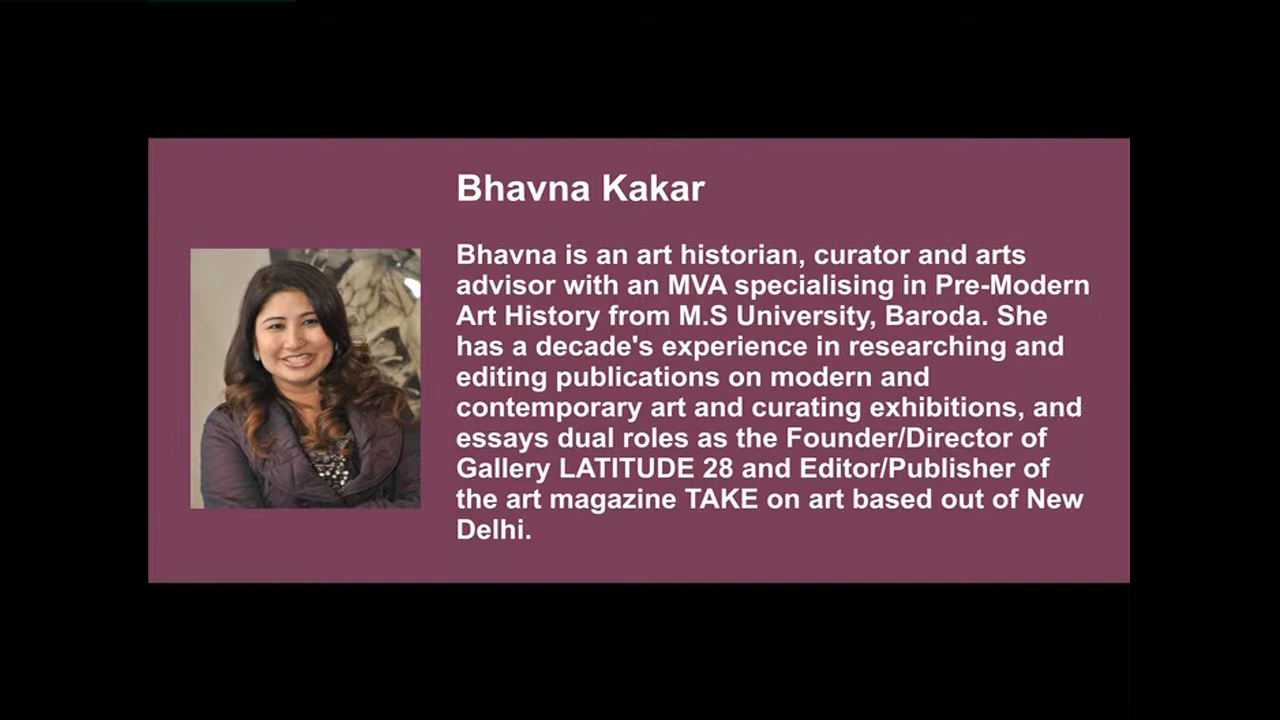 Bhavna Kakar
Bhavna is an art historian, curator and arts
advisor with an MVA specialising in Pre-Modern
Art History from M.S University, Baroda. She
has a decade's experience in researching and
editing publications on modern and
contemporary art and curating exhibitions, and
essays dual roles as the Founder/Director of
Gallery LATITUDE 28 and Editor/Publisher of
the art magazine TAKE on art based out of New
Delhi.